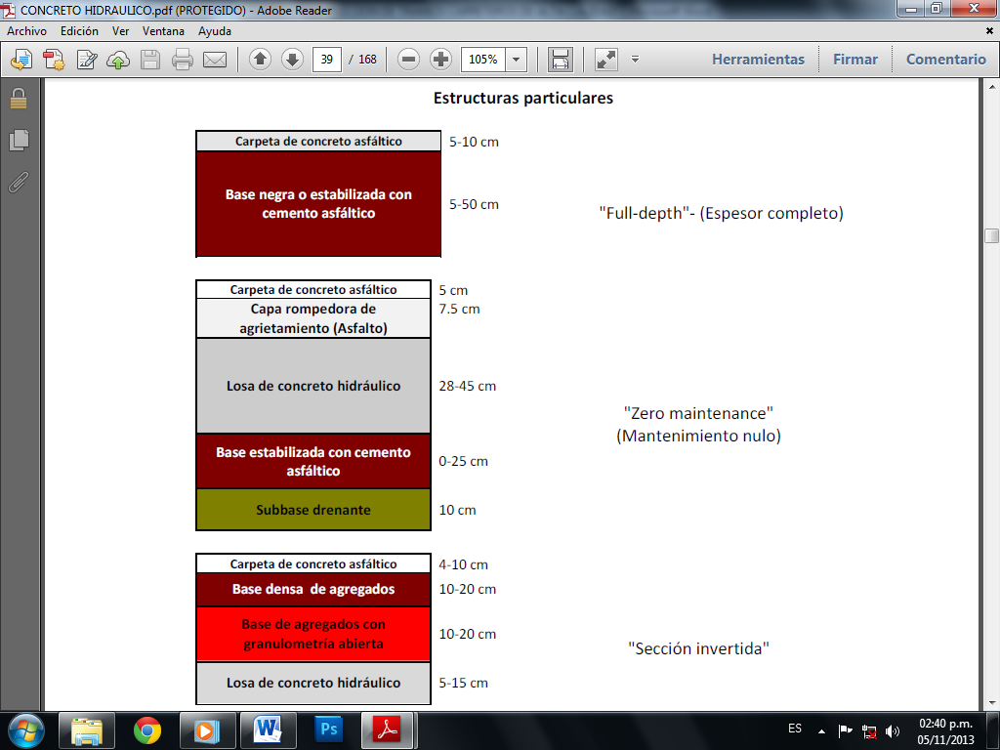 CONCRETO HIDRAULICO.pdf (PROTEGIDO) - Adobe Reader
Archivo Edición Ver Ventana Ayuda
39 / 168 105% Herramientas Firmar Comentario
Estructuras particulares
Carpeta de concreto asfáltico 5-10 cm
Base negra o estabilizada con
cemento asfáltico
5-50 cm
"Full-depth"- (Espesor completo)
Carpeta de concreto asfáltico 5 cm
Capa rompedora de
agrietamiento (Asfalto)
7.5 cm
Losa de concreto hidráulico 28-45 cm
"Zero maintenance"
(Mantenimiento nulo)
Base estabilizada con cemento
asfáltico
0-25 cm
Subbase drenante 10 cm
Carpeta de concreto asfáltico 4-10 cm
Base densa de agregados 10-20 cm
Base de agregados con
granulometría abierta
10-20 cm
"Sección invertida"
Losa de concreto hidráulico 5-15 cm
W Ps ES 02:40 p.m.
05/11/2013